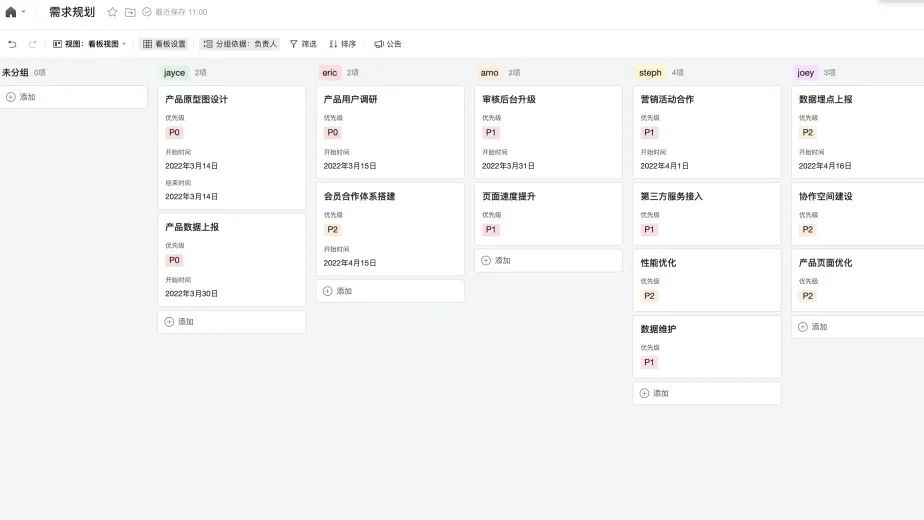 需求规划
最近保存 11:00
视图：看板视图
看板设置
分组依据：负责人
筛选
排序
公告
未分组 0项
添加
jayce 2项
产品原型图设计
优先级
P0
开始时间
2022年3月14日
结束时间
2022年3月14日
产品数据上报
优先级
P0
开始时间
2022年3月30日
添加
eric 2项
产品用户调研
优先级
P0
开始时间
2022年3月15日
会员合作体系搭建
优先级
P2
开始时间
2022年4月15日
添加
amo 2项
审核后台升级
优先级
P1
开始时间
2022年3月31日
页面速度提升
优先级
P1
添加
steph 4项
营销活动合作
优先级
P1
开始时间
2022年4月1日
第三方服务接入
优先级
P1
性能优化
优先级
P2
数据维护
优先级
P1
添加
joey 3项
数据埋点上报
优先级
P2
开始时间
2022年4月16日
协作空间建设
优先级
P2
产品页面优化
优先级
P2
添加